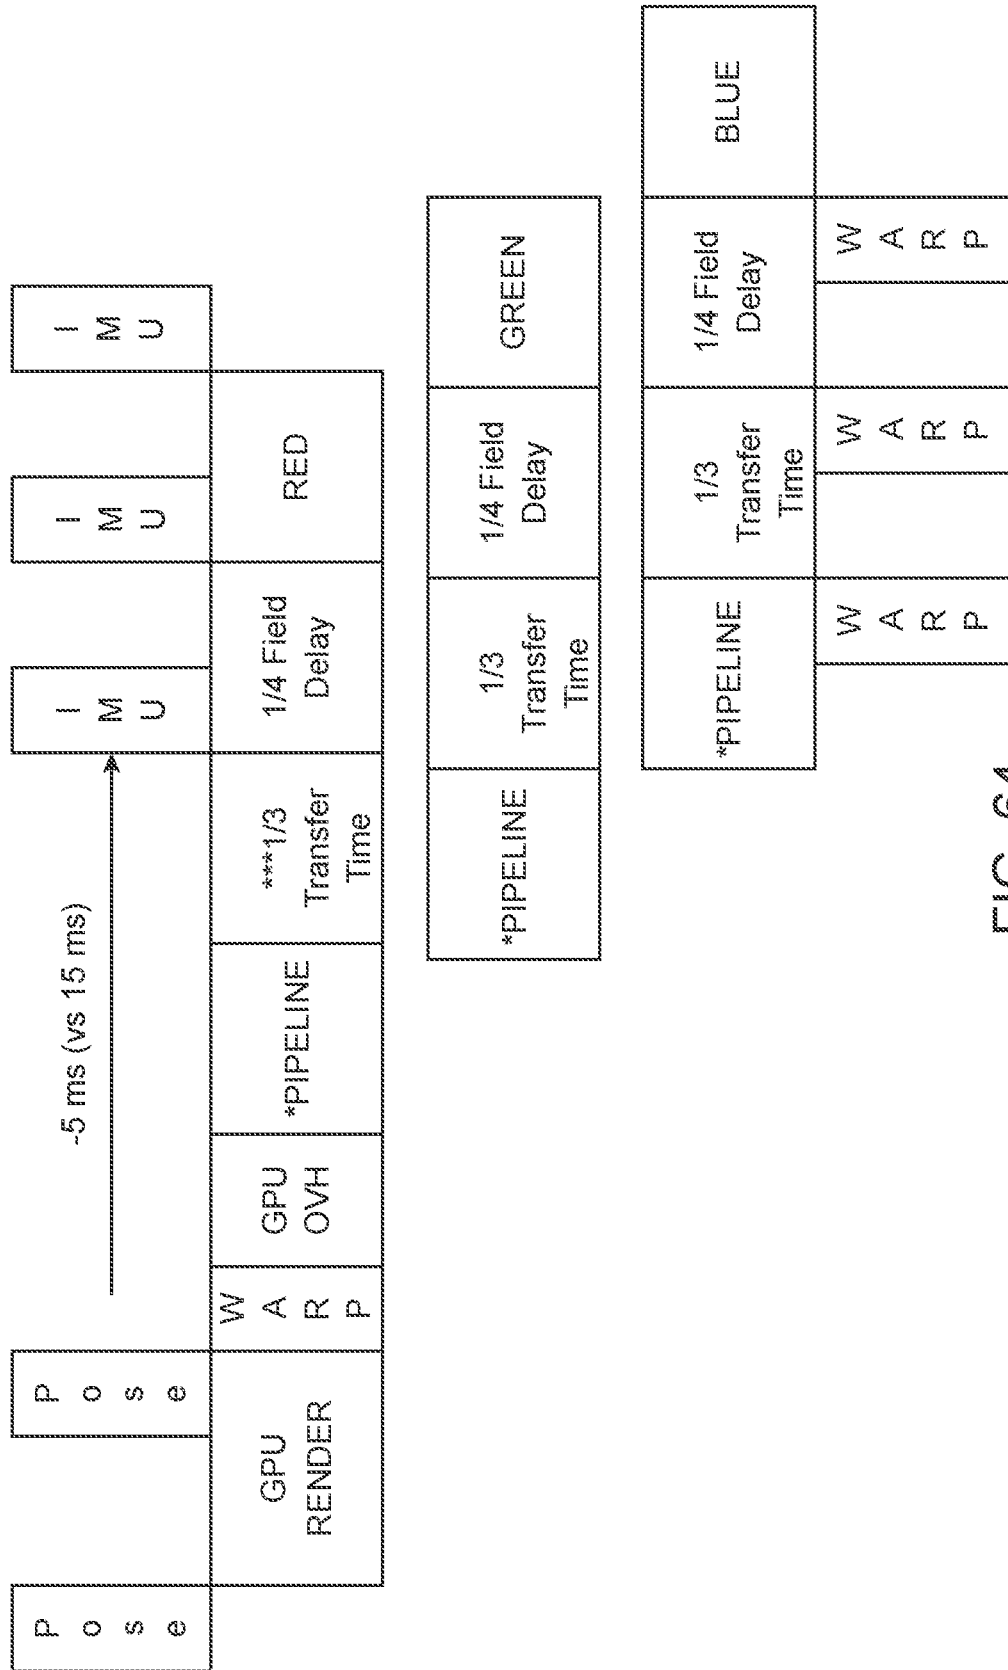 Pose
Pose
-5 ms (vs 15 ms)
IMU
IMU
IMU
GPU
RENDER
WARP
GPU
OVH
*PIPELINE
***1/3
Transfer
Time
1/4 Field
Delay
RED
*PIPELINE
1/3
Transfer
Time
1/4 Field
Delay
GREEN
*PIPELINE
1/3
Transfer
Time
1/4 Field
Delay
BLUE
WARP
WARP
WARP
FIG.